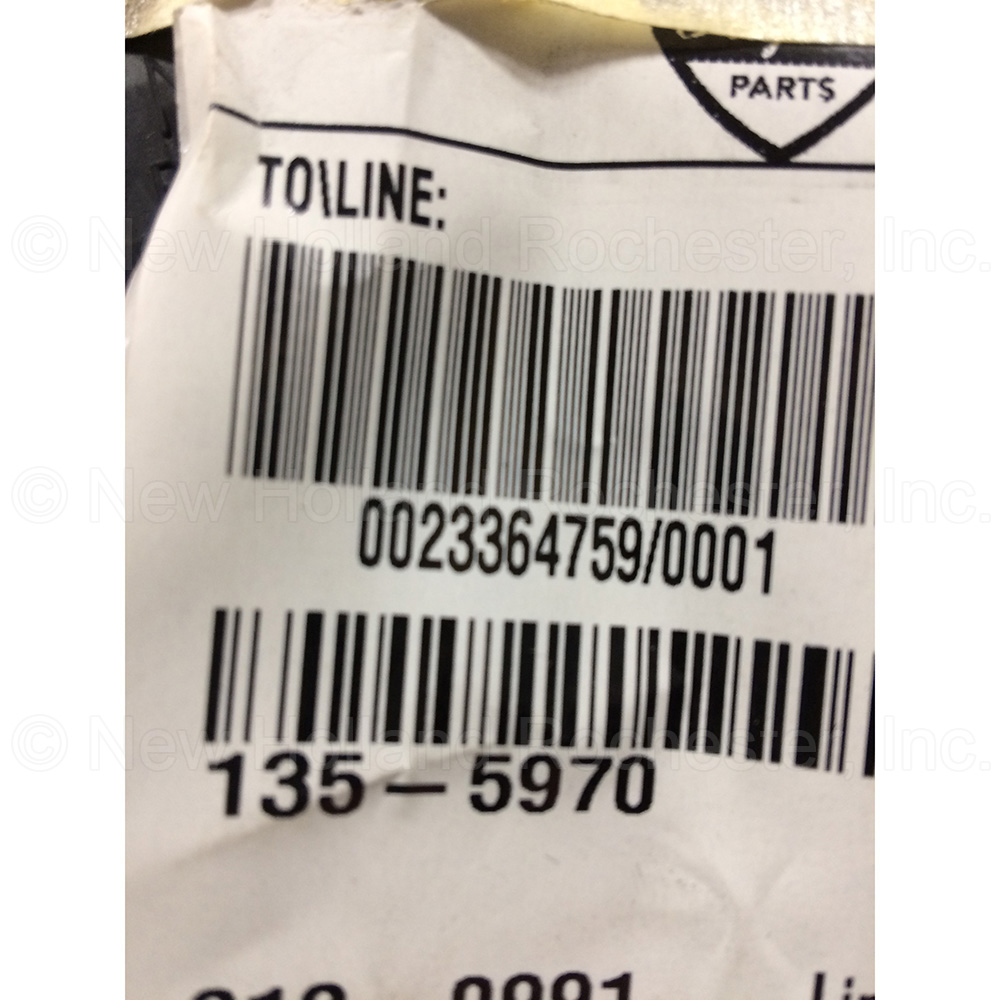 PARTS
TO\LINE:
© New Holland Rochester, Inc.
0023364759/0001
© New Holland Rochester, Inc.
© New Holland Rochester, Inc.
135-5970